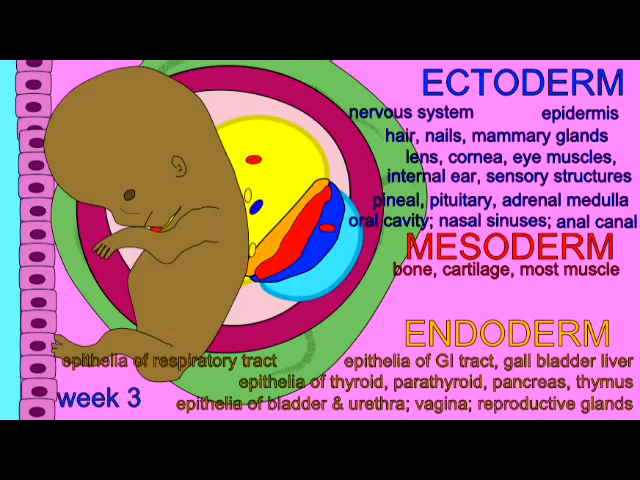 ECTODERM
nervous system epidermis
hair, nails, mammary glands
lens, cornea, eye muscles,
internal ear, sensory structures
pineal, pituitary, adrenal medulla
oral cavity; nasal sinuses; anal canal
MESODERM
bone, cartilage, most muscle
ENDODERM
epithelia of respiratory tract epithelia of GI tract, gall bladder liver
epithelia of thyroid, parathyroid, pancreas, thymus
week 3 epithelia of bladder & urethra; vagina; reproductive glands